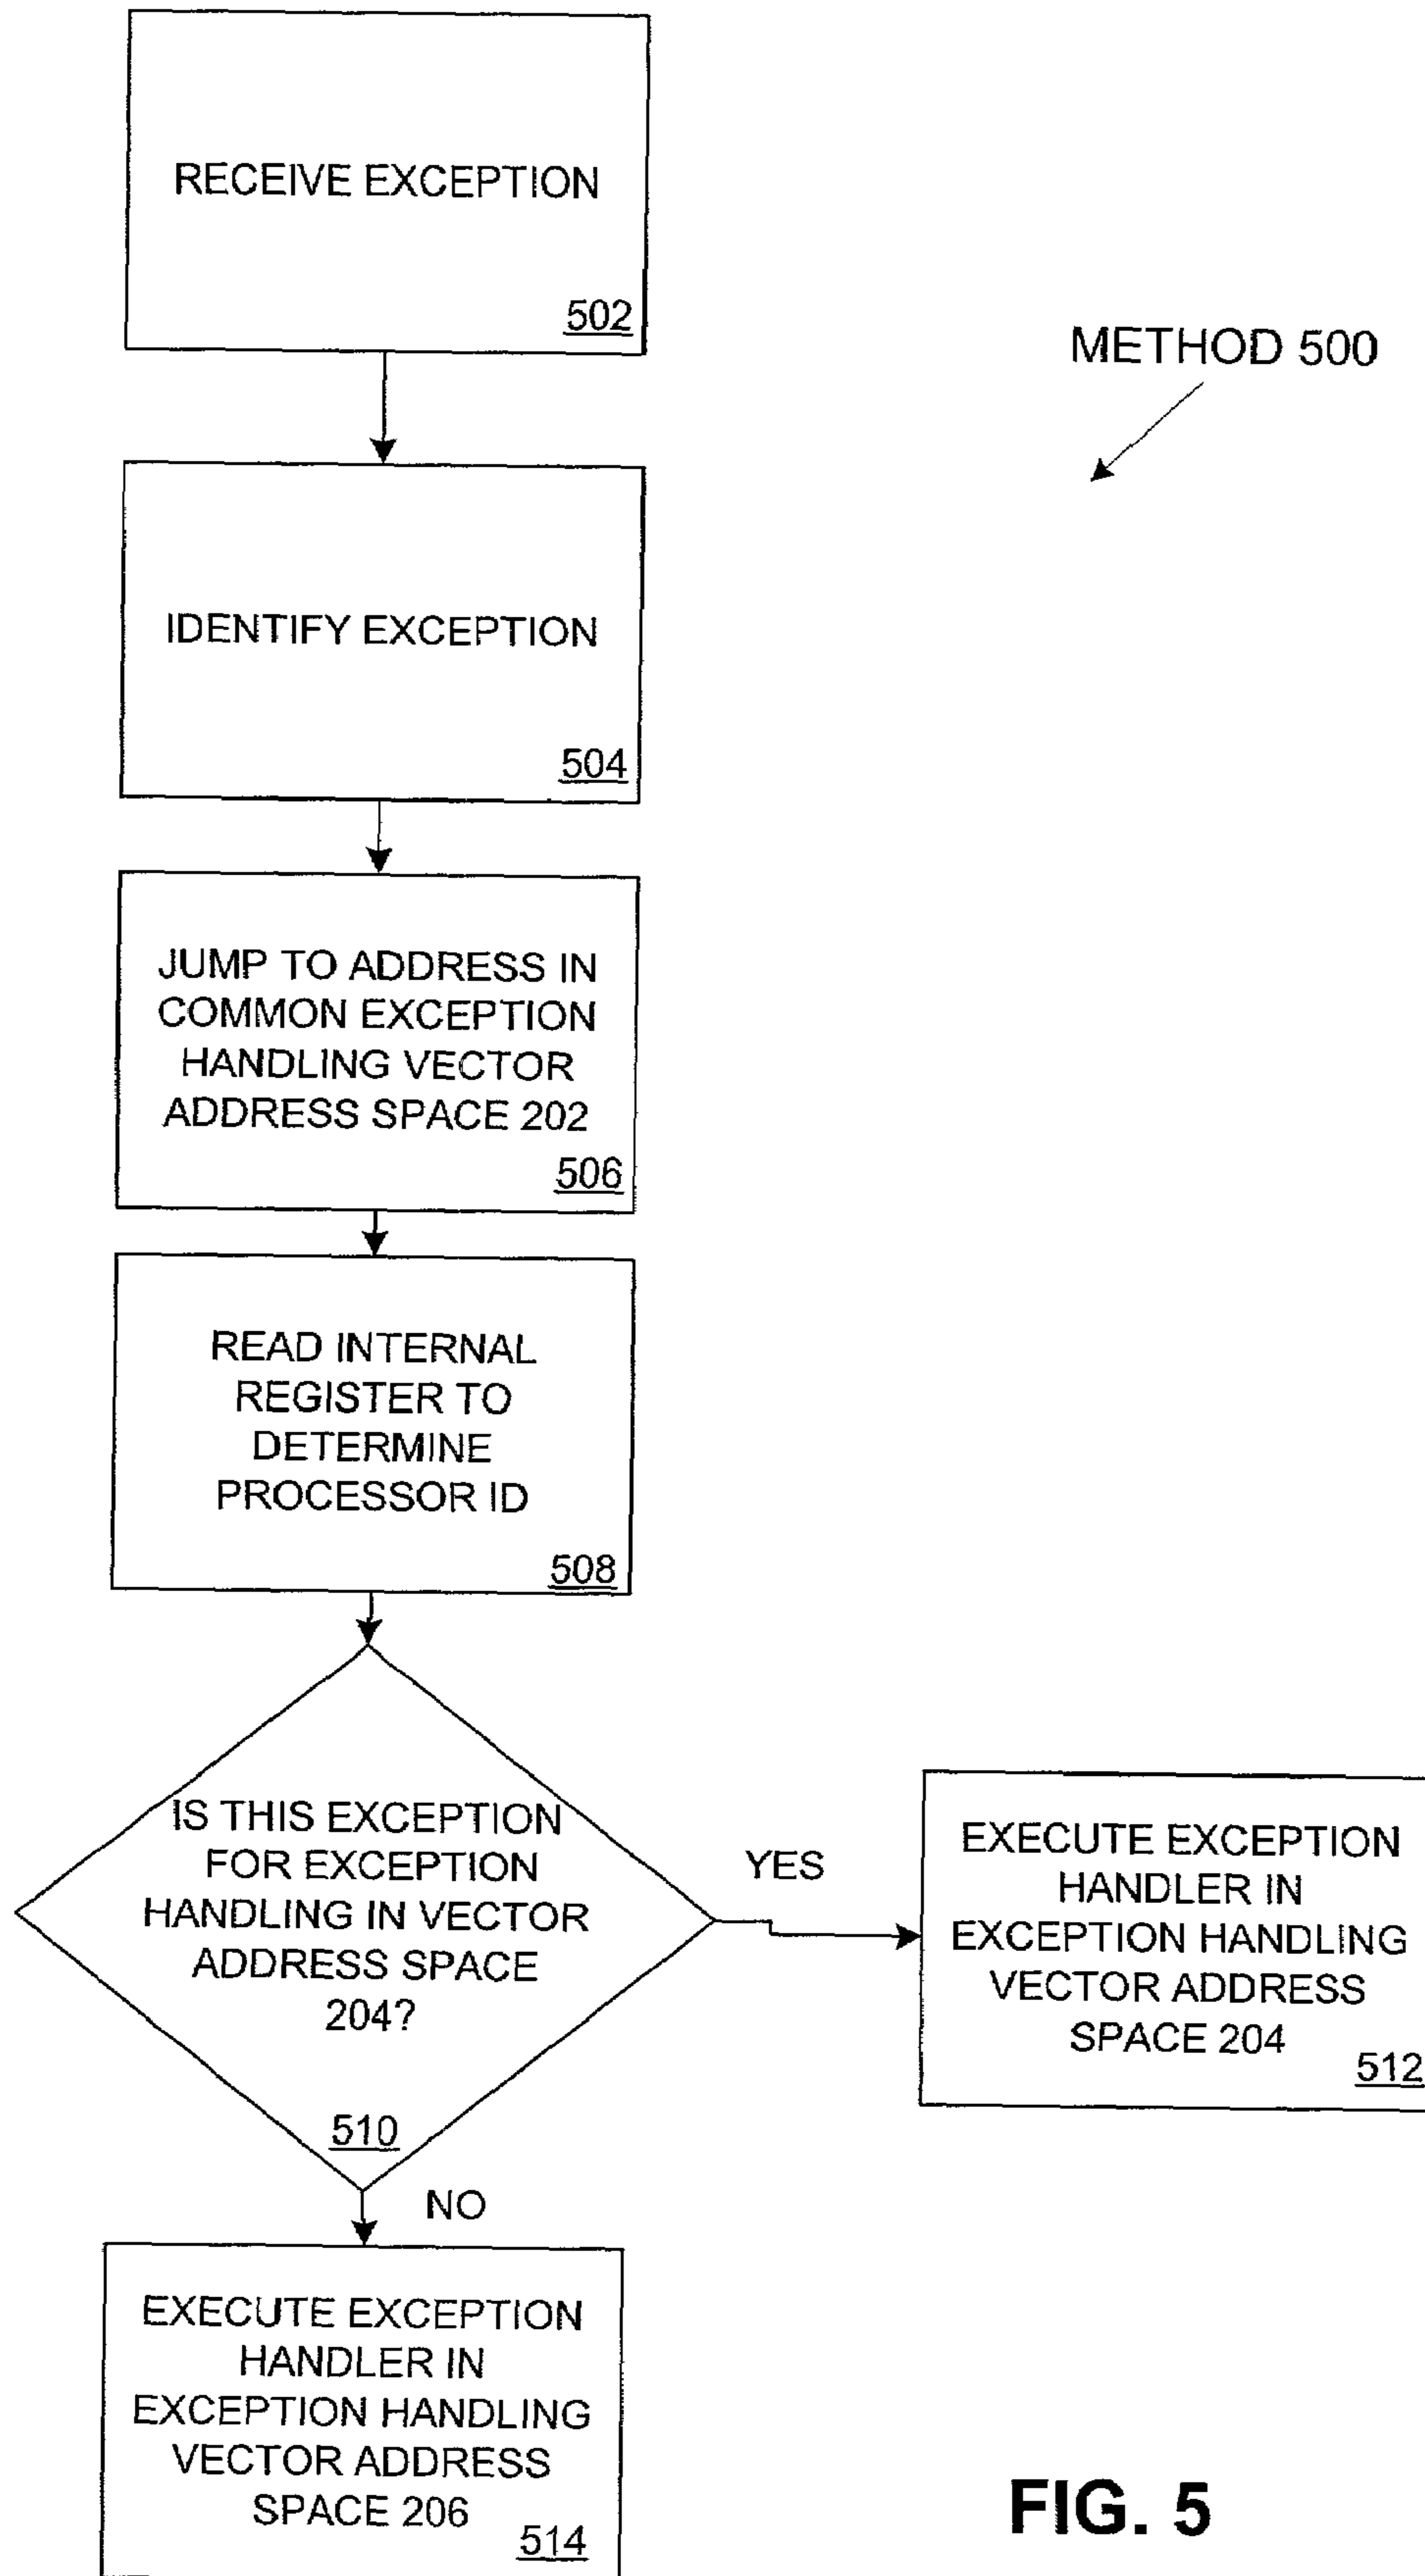 RECEIVE EXCEPTION
502
METHOD 500
IDENTIFY EXCEPTION
504
JUMP TO ADDRESS IN
COMMON EXCEPTION
HANDLING VECTOR
ADDRESS SPACE 202
506
READ INTERNAL
REGISTER TO
DETERMINE
PROCESSOR ID
508
IS THIS EXCEPTION
FOR EXCEPTION
HANDLING IN VECTOR
ADDRESS SPACE
204?
510
YES
EXECUTE EXCEPTION
HANDLER IN
EXCEPTION HANDLING
VECTOR ADDRESS
SPACE 204
512
NO
EXECUTE EXCEPTION
HANDLER IN
EXCEPTION HANDLING
VECTOR ADDRESS
SPACE 206
514
FIG. 5